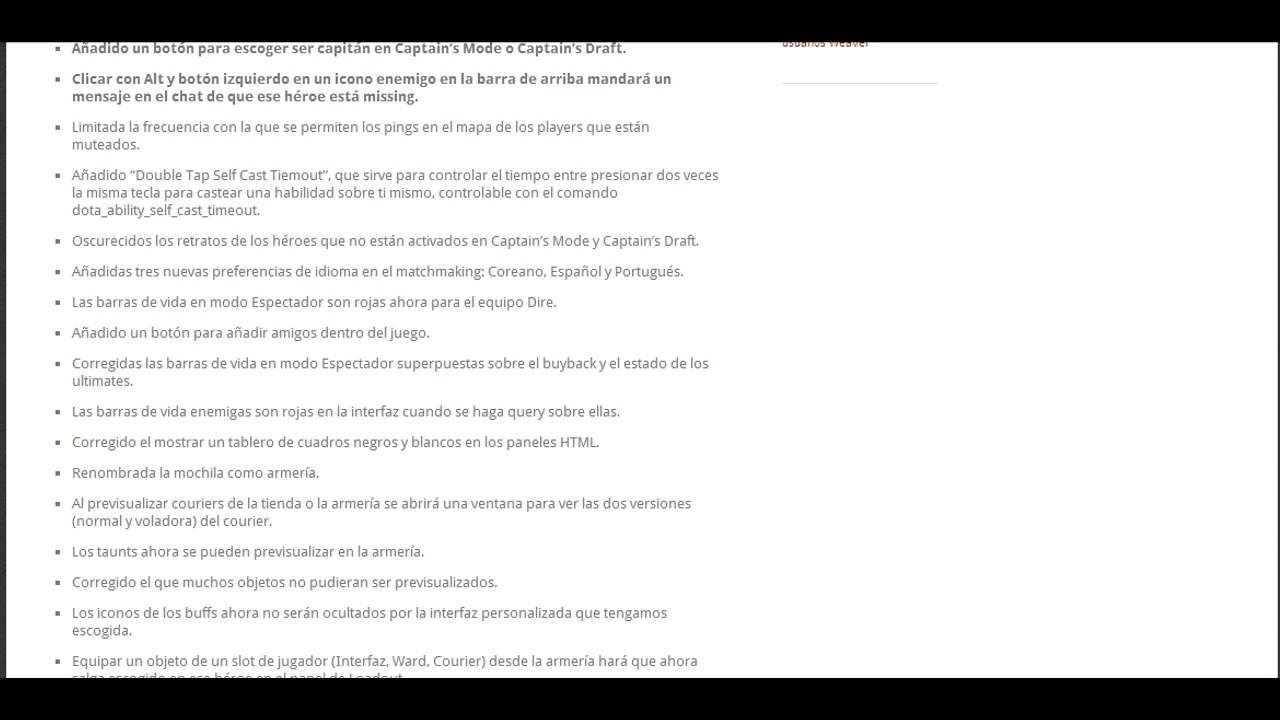 Añadido un botón para escoger ser capitán en Captain's Mode o Captain's Draft.
usuarios Weaver
Clicar con Alt y botón izquierdo en un icono enemigo en la barra de arriba mandará un
mensaje en el chat de que ese héroe está missing.
Limitada la frecuencia con la que se permiten los pings en el mapa de los players que están
muteados.
Añadido “Double Tap Self Cast Tiemout”, que sirve para controlar el tiempo entre presionar dos veces
la misma tecla para castear una habilidad sobre ti mismo, controlable con el comando
dota_ability_self_cast_timeout.
Oscurecidos los retratos de los héroes que no están activados en Captain's Mode y Captain's Draft.
Añadidas tres nuevas preferencias de idioma en el matchmaking: Coreano, Español y Portugués.
Las barras de vida en modo Espectador son rojas ahora para el equipo Dire.
Añadido un botón para añadir amigos dentro del juego.
Corregidas las barras de vida en modo Espectador superpuestas sobre el buyback y el estado de los
ultimates.
Las barras de vida enemigas son rojas en la interfaz cuando se haga query sobre ellas.
Corregido el mostrar un tablero de cuadros negros y blancos en los paneles HTML.
Renombrada la mochila como armería.
Al previsualizar couriers de la tienda o la armería se abrirá una ventana para ver las dos versiones
(normal y voladora) del courier.
Los taunts ahora se pueden previsualizar en la armería.
Corregido el que muchos objetos no pudieran ser previsualizados.
Los iconos de los buffs ahora no serán ocultados por la interfaz personalizada que tengamos
escogida.
Equipar un objeto de un slot de jugador (Interfaz, Ward, Courier) desde la armería hará que ahora
salga escogido en ese héroe en el panel de Loadout.